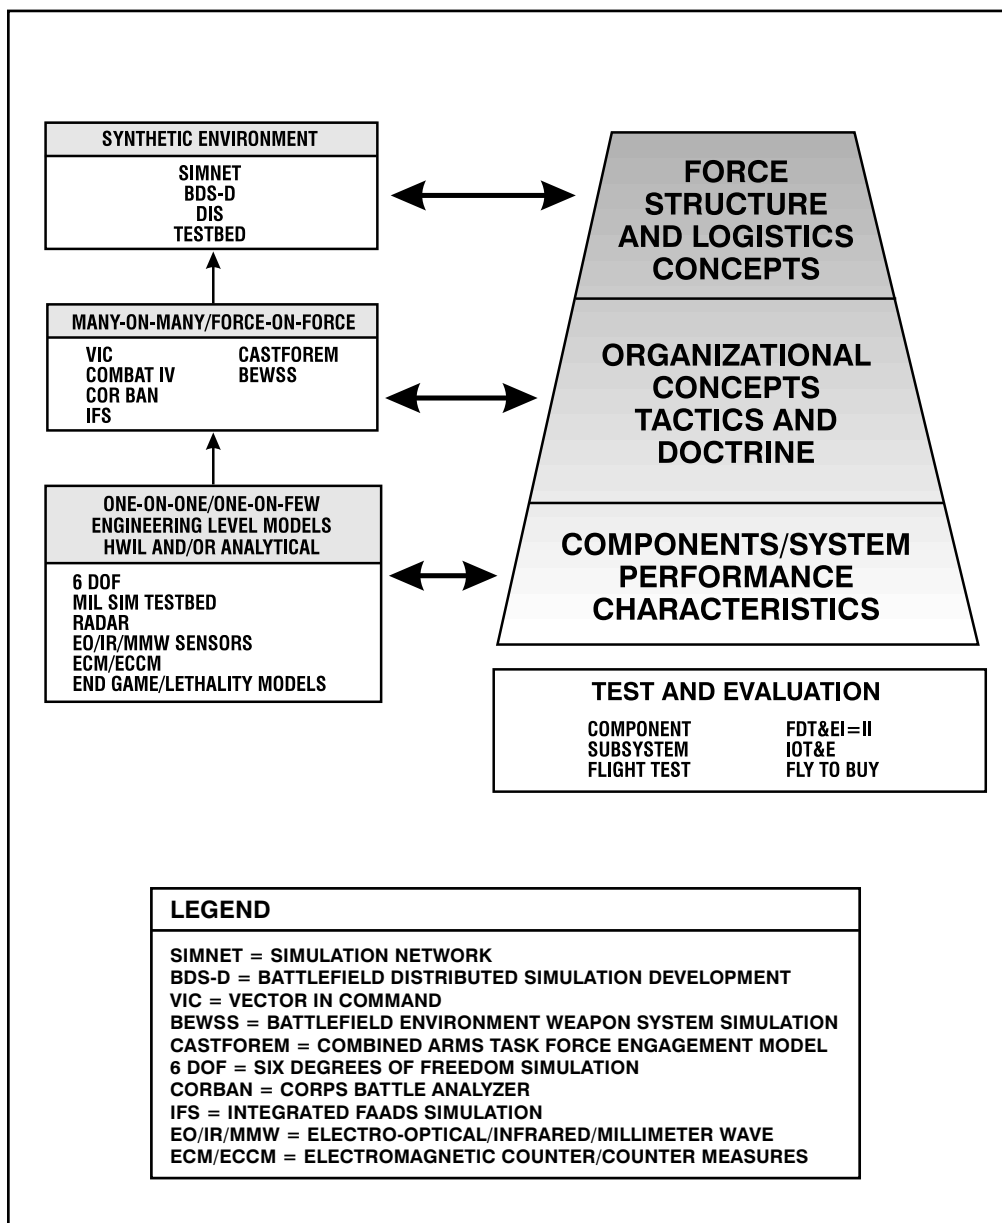 SYNTHETIC ENVIRONMENT
SIMNET
BDS-D
DIS
TESTBED
MANY-ON-MANY/FORCE-ON-FORCE
VIC
COMBAT IV
COR BAN
IFS
CASTFOREM
BEWSS
ONE-ON-ONE/ONE-ON-FEW
ENGINEERING LEVEL MODELS
HWIL AND/OR ANALYTICAL
6 DOF
MIL SIM TESTBED
RADAR
EO/IR/MMW SENSORS
ECM/ECCM
END GAME/LETHALITY MODELS
FORCE
STRUCTURE
AND LOGISTICS
CONCEPTS
ORGANIZATIONAL
CONCEPTS
TACTICS AND
DOCTRINE
COMPONENTS/SYSTEM
PERFORMANCE
CHARACTERISTICS
TEST AND EVALUATION
COMPONENT
SUBSYSTEM
FLIGHT TEST
FDT&EI=II
IOT&E
FLY TO BUY
LEGEND
SIMNET = SIMULATION NETWORK
BDS-D = BATTLEFIELD DISTRIBUTED SIMULATION DEVELOPMENT
VIC = VECTOR IN COMMAND
BEWSS = BATTLEFIELD ENVIRONMENT WEAPON SYSTEM SIMULATION
CASTFOREM = COMBINED ARMS TASK FORCE ENGAGEMENT MODEL
6 DOF = SIX DEGREES OF FREEDOM SIMULATION
CORBAN = CORPS BATTLE ANALYZER
IFS = INTEGRATED FAADS SIMULATION
EO/IR/MMW = ELECTRO-OPTICAL/INFRARED/MILLIMETER WAVE
ECM/ECCM = ELECTROMAGNETIC COUNTER/COUNTER MEASURES